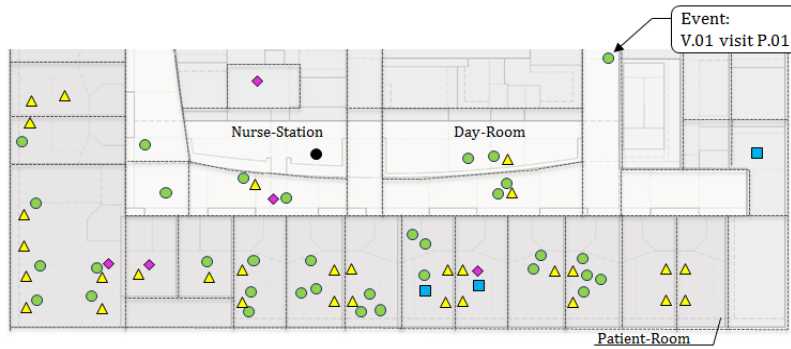 Event:
V.01 visit P.01
Nurse-Station
Day-Room
Patient-Room